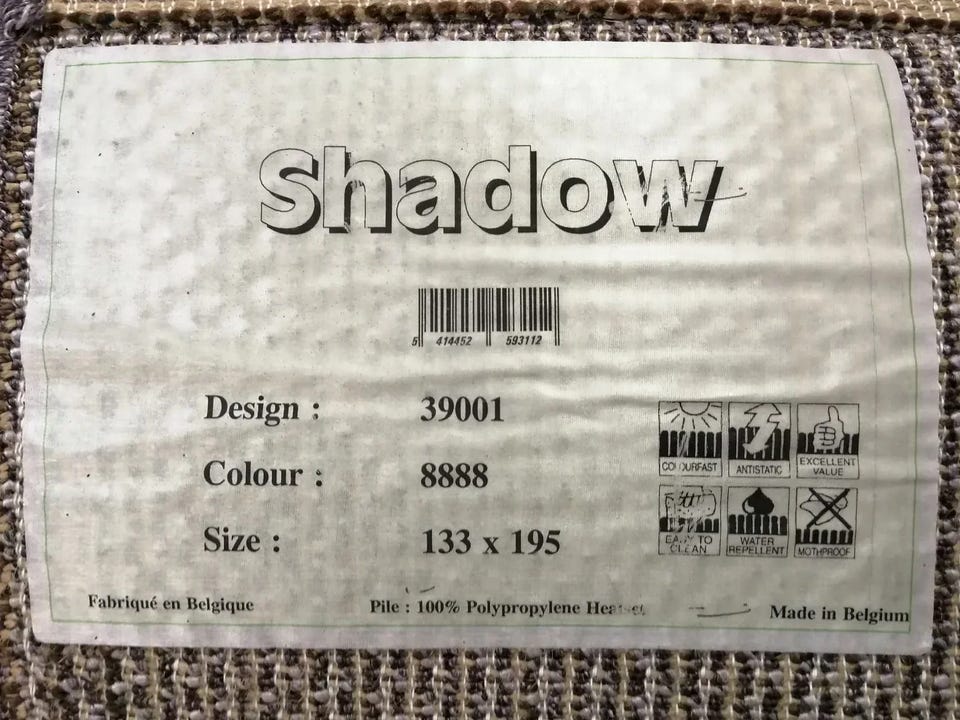 Shadow
5 414452 593112
Design : 39001
Colour : 8888
Size : 133 x 195
COLOURFAST
ANTISTATIC
EXCELLENT
VALUE
EASY TO
CLEAN
WATER
REPELLENT
MOTHPROOF
Fabriqué en Belgique
Pile : 100% Polypropylene Heatset
Made in Belgium